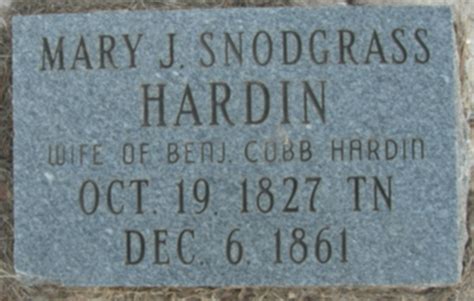 MARY J. SNODGRASS
HARDIN
WIFE OF BENJ. COBB HARDIN
OCT. 19. 1827 TN
DEC. 6. 1861